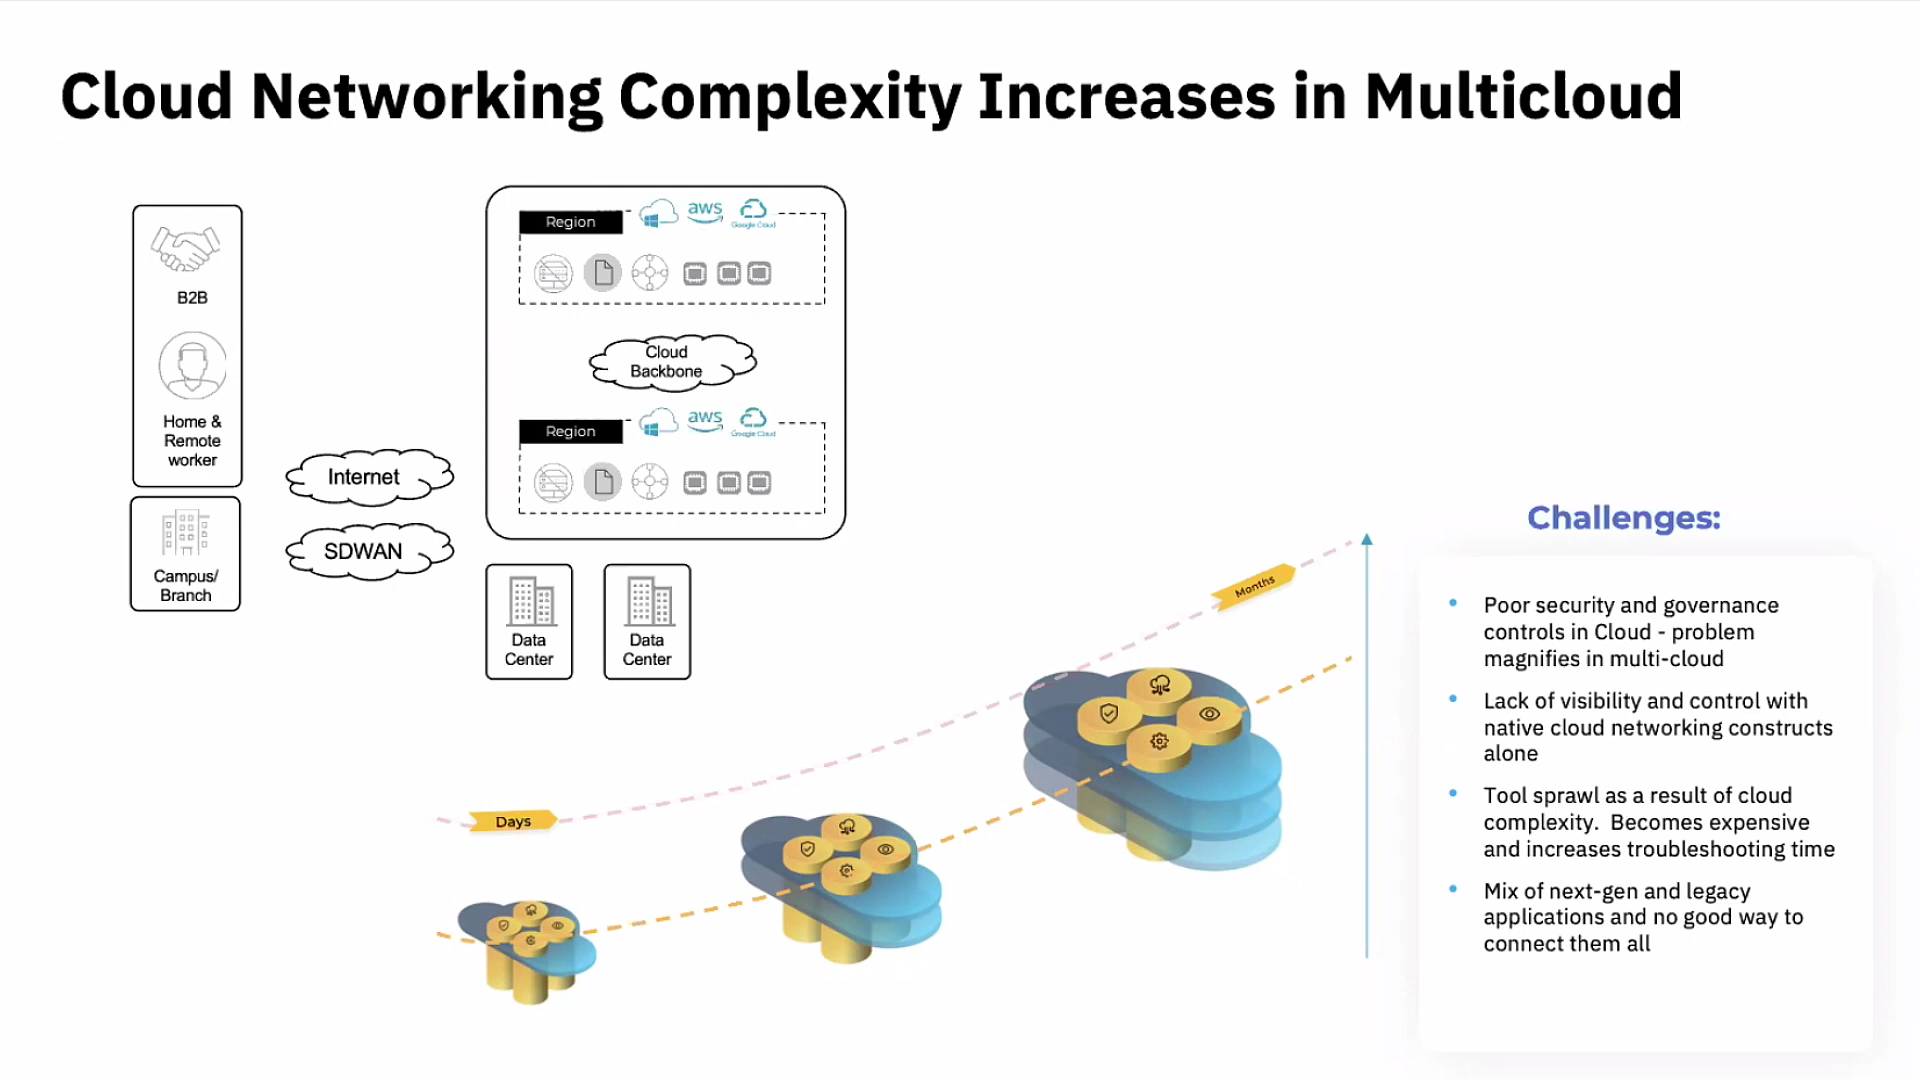 Cloud Networking Complexity Increases in Multicloud
B2B
Home &
Remote
worker
Campus/
Branch
Internet
SDWAN
Region
aws
Google Cloud
Cloud
Backbone
Region
aws
Google Cloud
Data
Center
Data
Center
Days
Months
Challenges:
• Poor security and governance
controls in Cloud - problem
magnifies in multi-cloud
• Lack of visibility and control with
native cloud networking constructs
alone
• Tool sprawl as a result of cloud
complexity.  Becomes expensive
and increases troubleshooting time
• Mix of next-gen and legacy
applications and no good way to
connect them all